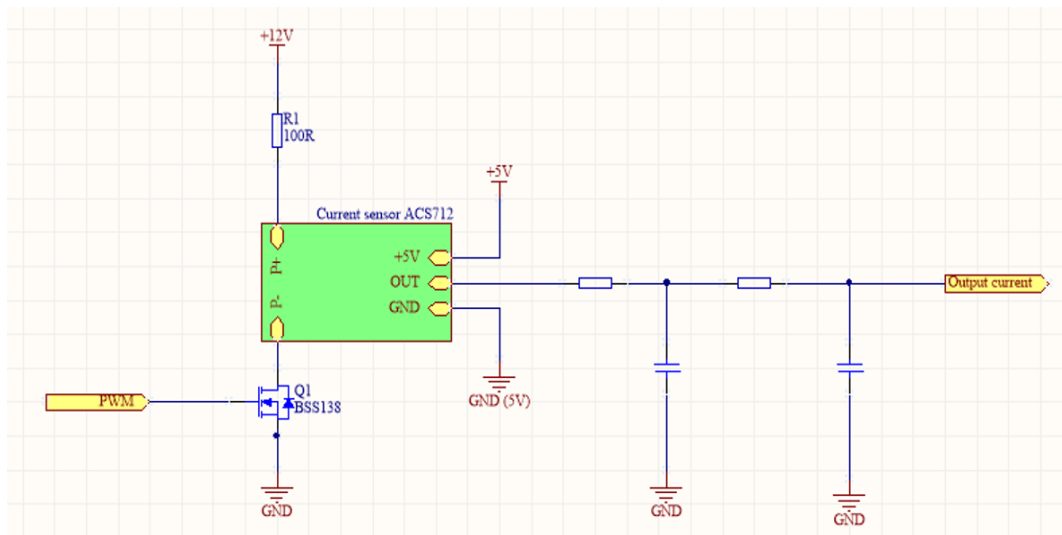 +12V
R1
100R
+5V
Current sensor ACS712
P+
+5V
OUT
Output current
P-
GND
PWM
Q1
BSS138
GND (5V)
GND
GND
GND